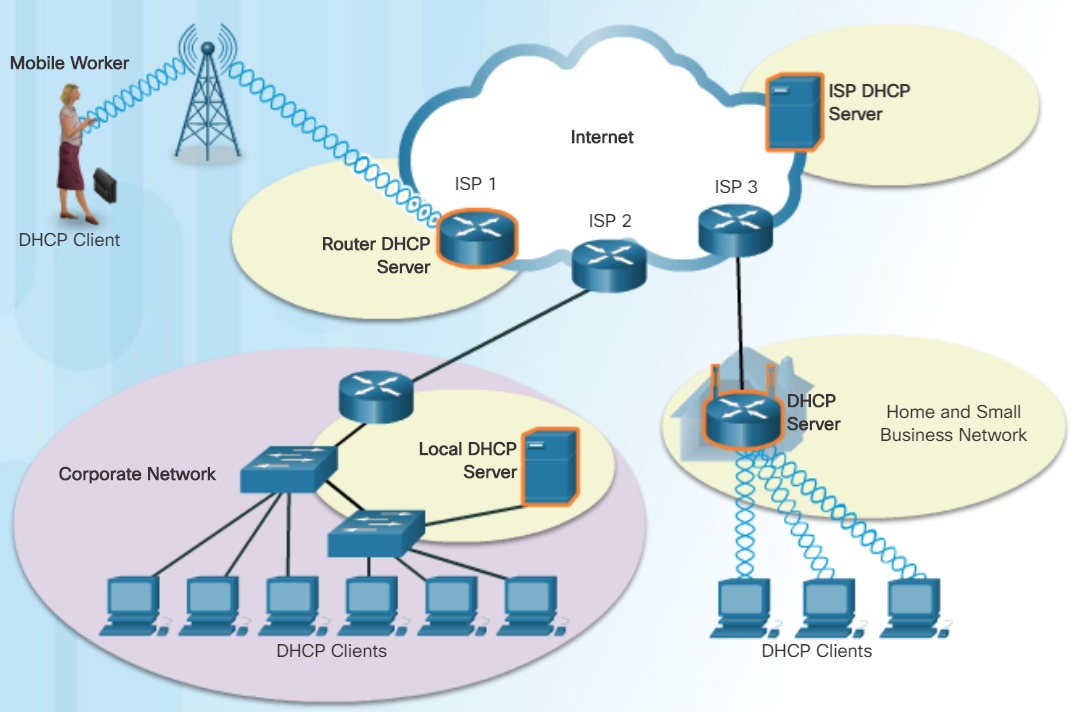 Mobile Worker
DHCP Client
Internet
ISP DHCP
Server
ISP 1
ISP 2
ISP 3
Router DHCP
Server
Corporate Network
Local DHCP
Server
DHCP Clients
DHCP
Server
Home and Small
Business Network
DHCP Clients